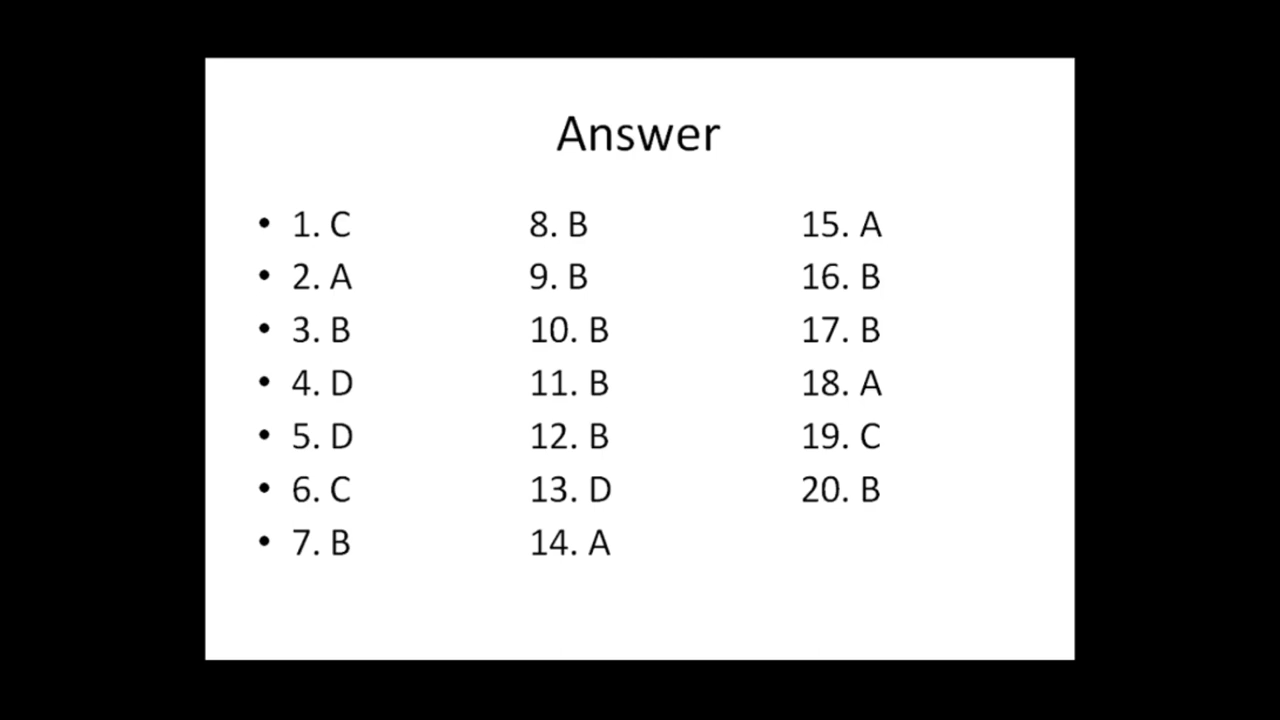 Answer
• 1. C 8. B 15. A
• 2. A 9. B 16. B
• 3. B 10. B 17. B
• 4. D 11. B 18. A
• 5. D 12. B 19. C
• 6. C 13. D 20. B
• 7. B 14. A